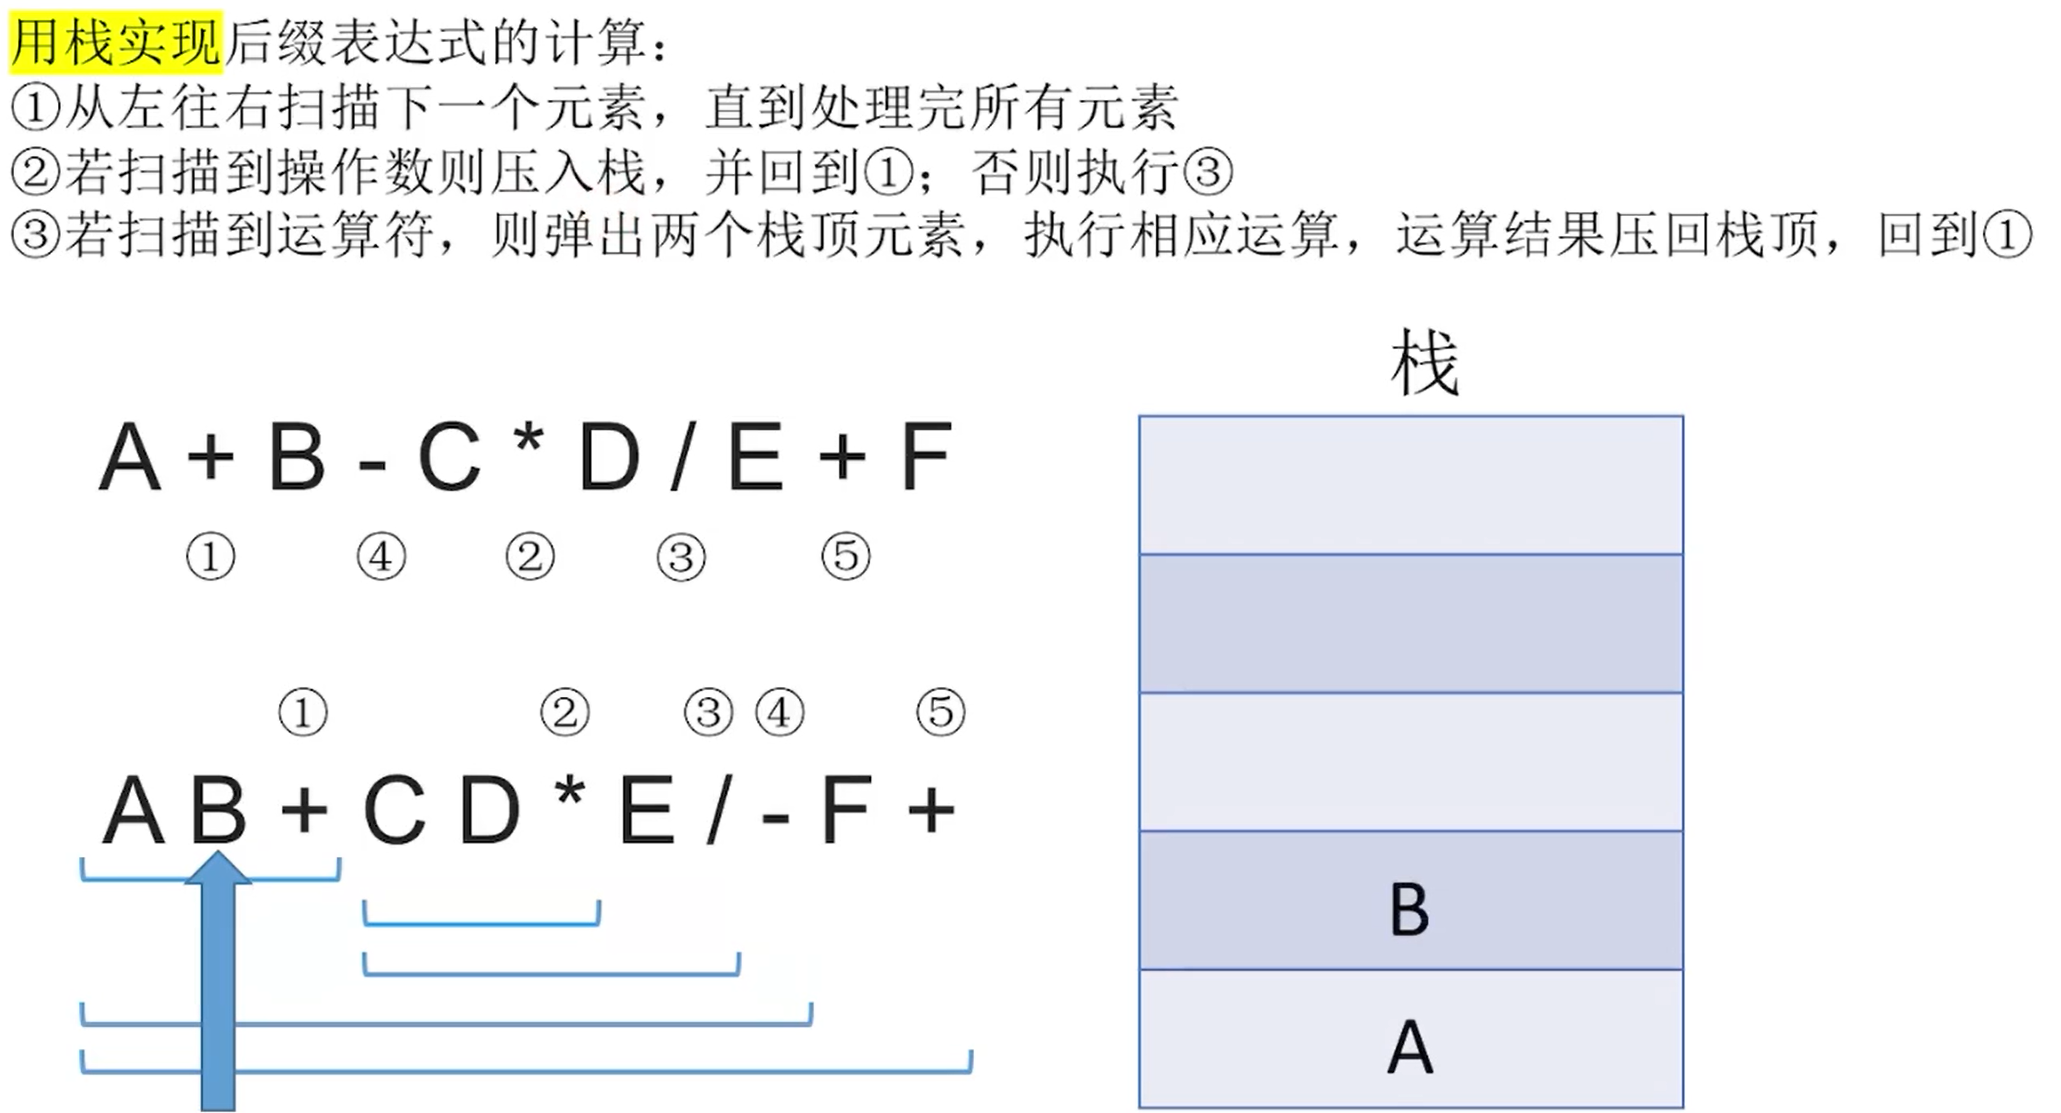 用栈实现后缀表达式的计算：
①从左往右扫描下一个元素，直到处理完所有元素
②若扫描到操作数则压入栈，并回到①；否则执行③
③若扫描到运算符，则弹出两个栈顶元素，执行相应运算，运算结果压回栈顶，回到①
A + B - C * D / E + F
① ④ ② ③ ⑤
① ② ③ ④ ⑤
A B + C D * E / - F +
栈
B
A